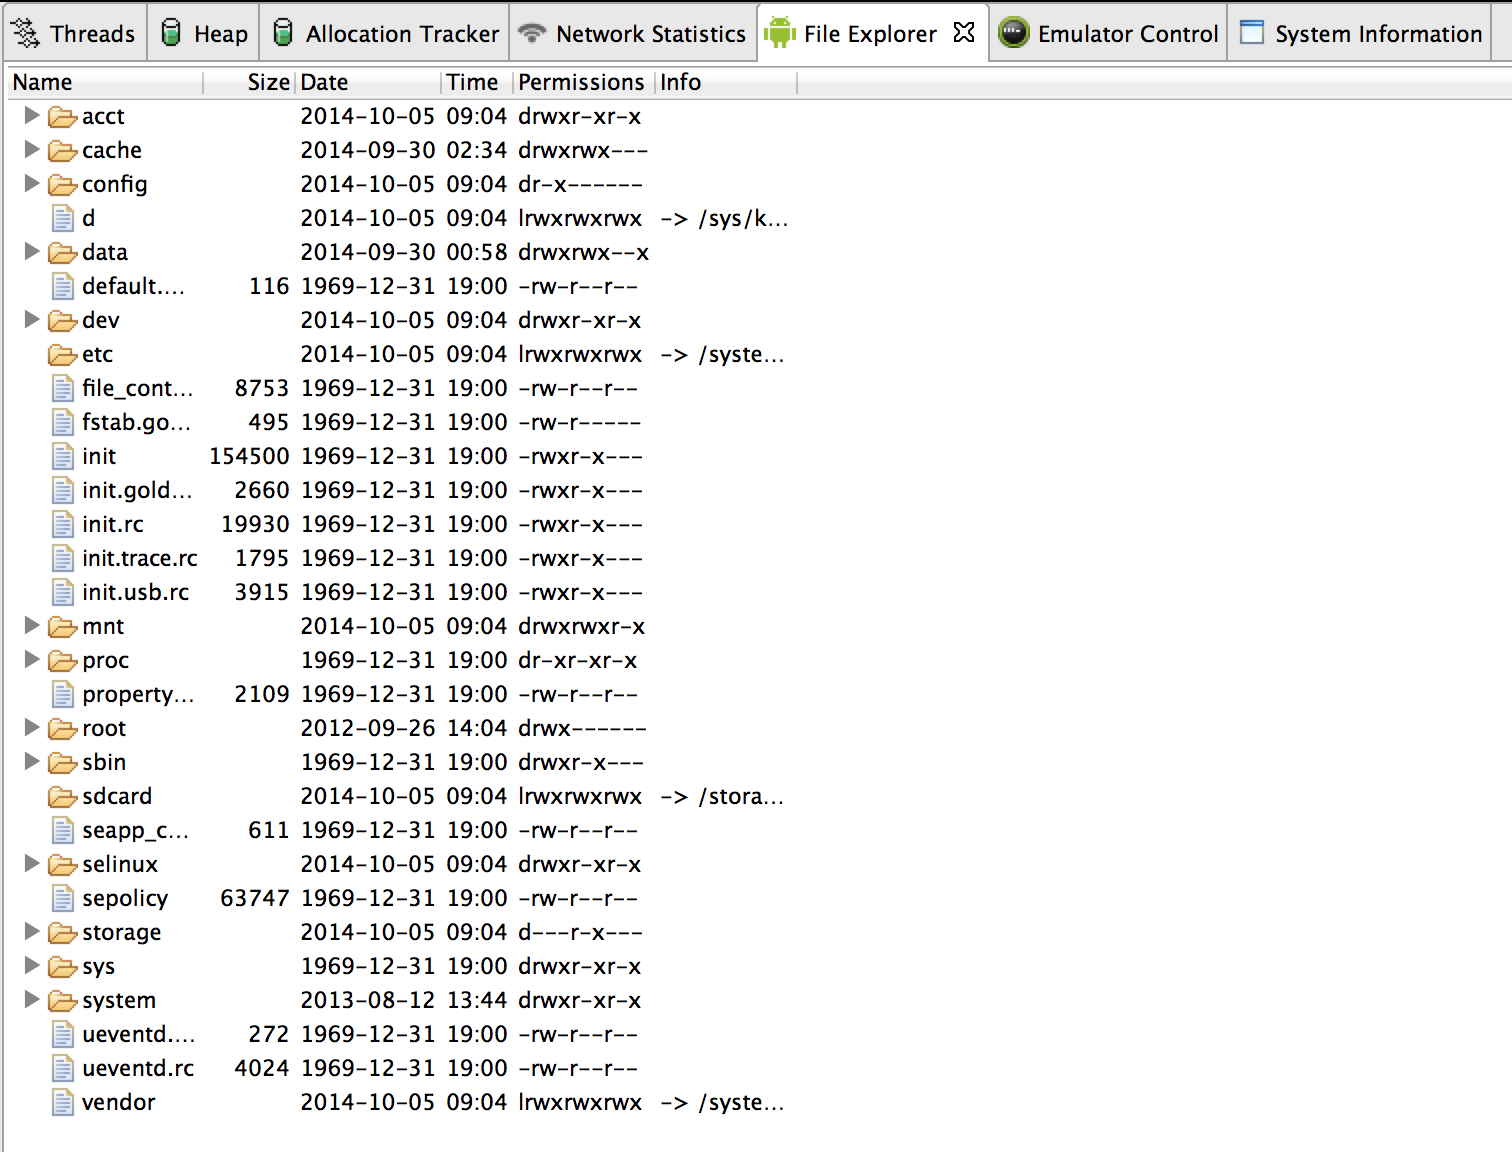 Threads Heap Allocation Tracker Network Statistics File Explorer Emulator Control System Information
Name Size Date Time Permissions Info
acct 2014-10-05 09:04 drwxr-xr-x
cache 2014-09-30 02:34 drwxrwx---
config 2014-10-05 09:04 dr-x------
d 2014-10-05 09:04 lrwxrwxrwx -> /sys/k...
data 2014-09-30 00:58 drwxrwx--x
default.... 116 1969-12-31 19:00 -rw-r--r--
dev 2014-10-05 09:04 drwxr-xr-x
etc 2014-10-05 09:04 lrwxrwxrwx -> /syste...
file_cont... 8753 1969-12-31 19:00 -rw-r--r--
fstab.go... 495 1969-12-31 19:00 -rw-r-----
init 154500 1969-12-31 19:00 -rwxr-x---
init.gold... 2660 1969-12-31 19:00 -rwxr-x---
init.rc 19930 1969-12-31 19:00 -rwxr-x---
init.trace.rc 1795 1969-12-31 19:00 -rwxr-x---
init.usb.rc 3915 1969-12-31 19:00 -rwxr-x---
mnt 2014-10-05 09:04 drwxrwxr-x
proc 1969-12-31 19:00 dr-xr-xr-x
property... 2109 1969-12-31 19:00 -rw-r--r--
root 2012-09-26 14:04 drwx------
sbin 1969-12-31 19:00 drwxr-x---
sdcard 2014-10-05 09:04 lrwxrwxrwx -> /stora...
seapp_c... 611 1969-12-31 19:00 -rw-r--r--
selinux 2014-10-05 09:04 drwxr-xr-x
sepolicy 63747 1969-12-31 19:00 -rw-r--r--
storage 2014-10-05 09:04 d---r-x---
sys 1969-12-31 19:00 drwxr-xr-x
system 2013-08-12 13:44 drwxr-xr-x
ueventd.... 272 1969-12-31 19:00 -rw-r--r--
ueventd.rc 4024 1969-12-31 19:00 -rw-r--r--
vendor 2014-10-05 09:04 lrwxrwxrwx -> /syste...